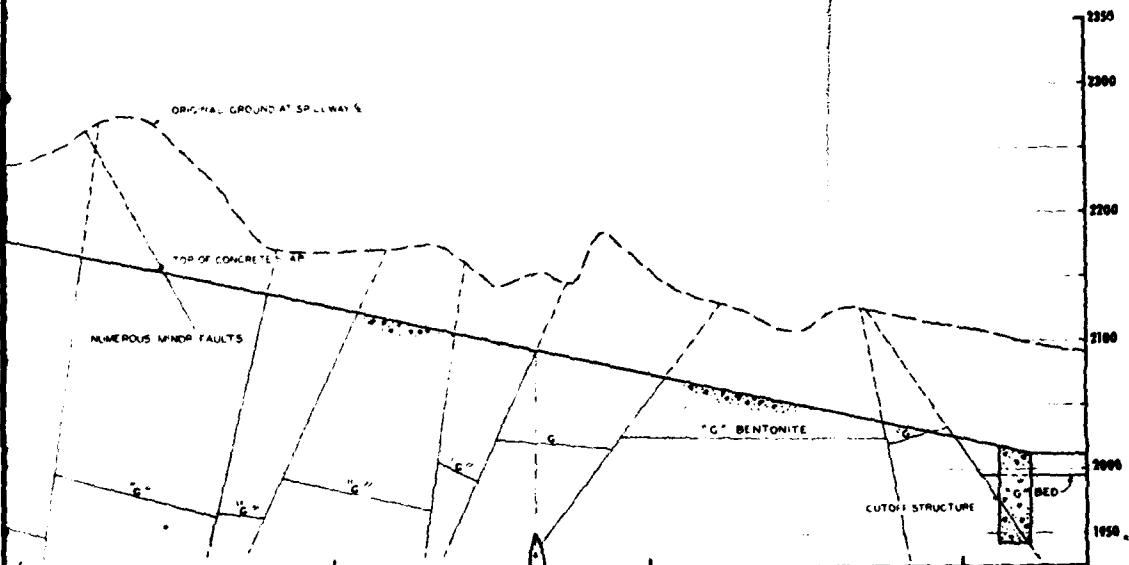 2350
2300
ORIGINAL GROUND AT SPILLWAY ℄
2200
TOP OF CONCRETE
NUMEROUS MINOR FAULTS
2100
"G" BENTONITE
"G"
G
"G"
2000
"G"
"G"
"G"
"G" BED
CUTOFF STRUCTURE
1950